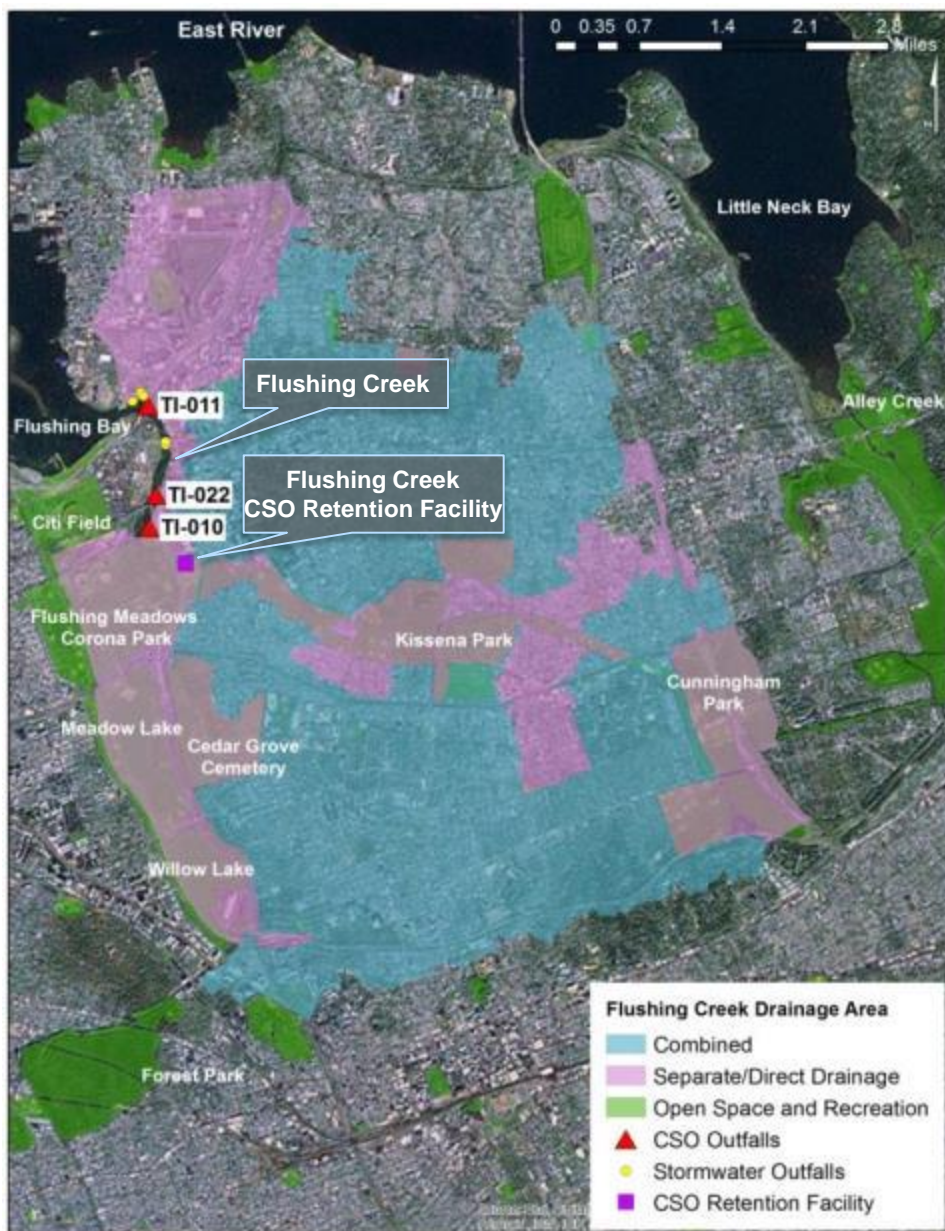 East River
0 0.35 0.7 1.4 2.1 2.8
Miles
Little Neck Bay
Flushing Creek
TI-011
Flushing Bay
Alley Creek
Flushing Creek
CSO Retention Facility
TI-022
Citi Field
TI-010
Flushing Meadows
Corona Park
Kissena Park
Cunningham
Park
Meadow Lake
Cedar Grove
Cemetery
Willow Lake
Forest Park
Flushing Creek Drainage Area
Combined
Separate/Direct Drainage
Open Space and Recreation
CSO Outfalls
Stormwater Outfalls
CSO Retention Facility